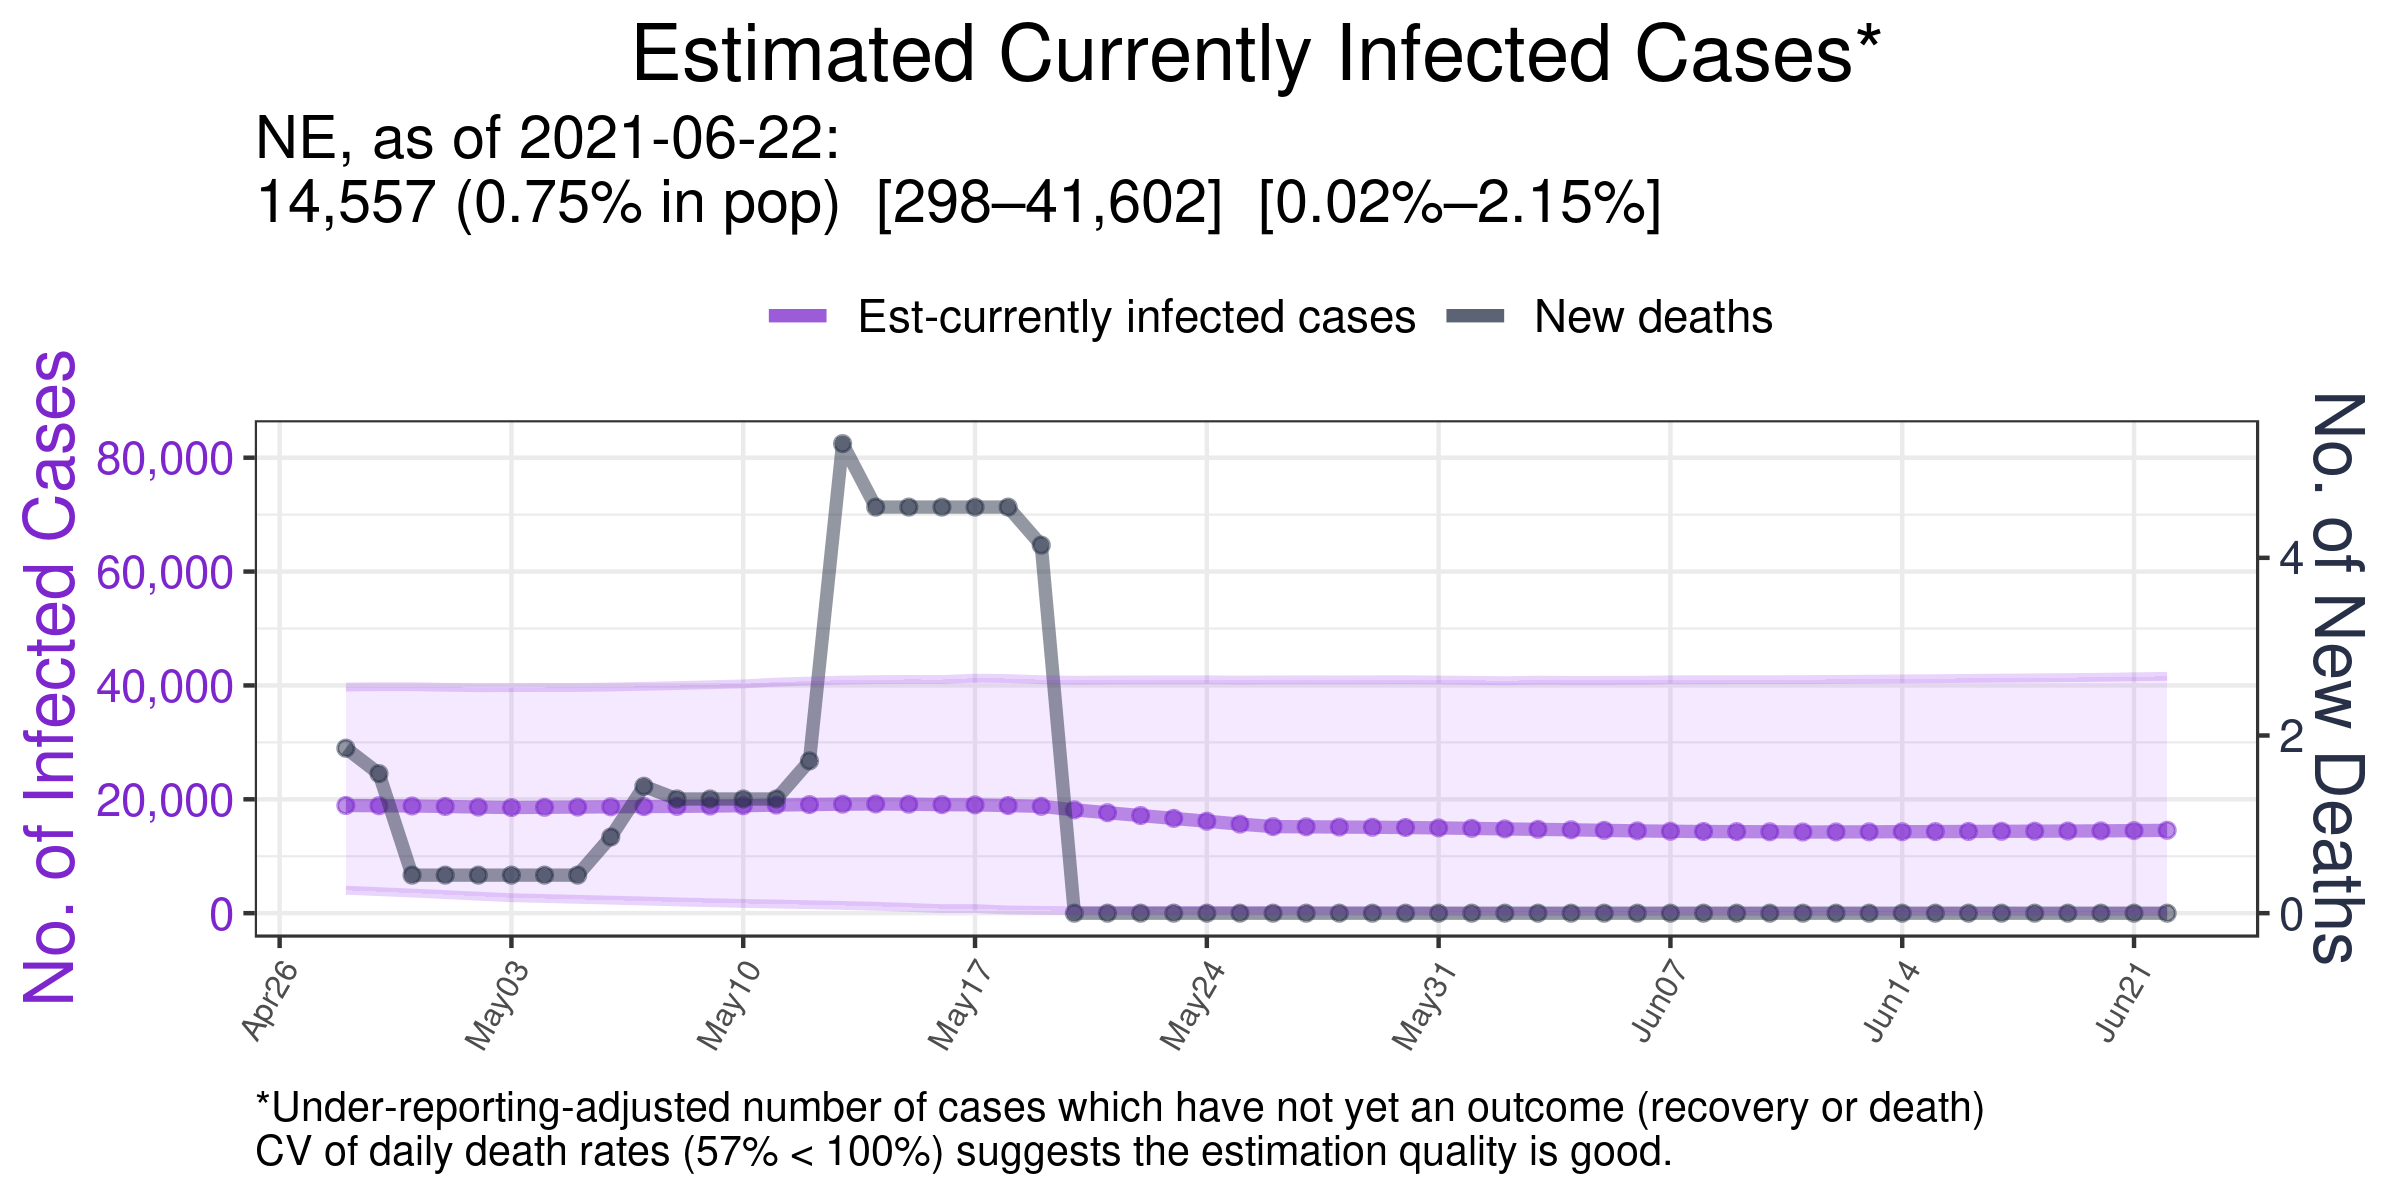 Estimated Currently Infected Cases*
NE, as of 2021-06-22:
14,557 (0.75% in pop)  [298–41,602]  [0.02%–2.15%]
Est-currently infected cases
New deaths
No. of Infected Cases
80,000
60,000
40,000
20,000
0
No. of New Deaths
4
2
0
Apr26
May03
May10
May17
May24
May31
Jun07
Jun14
Jun21
*Under-reporting-adjusted number of cases which have not yet an outcome (recovery or death)
CV of daily death rates (57% < 100%) suggests the estimation quality is good.